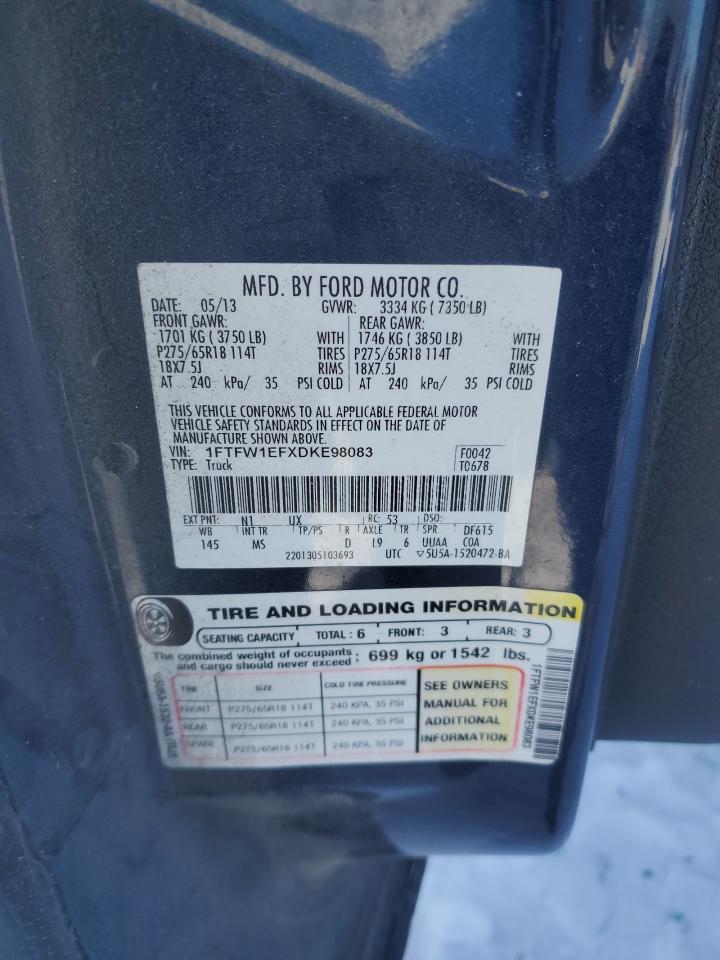 MFD. BY FORD MOTOR CO.
DATE: 05/13 GVWR: 3334 KG ( 7350 LB)
FRONT GAWR: REAR GAWR:
1701 KG ( 3750 LB) WITH 1746 KG ( 3850 LB) WITH
P275/65R18 114T TIRES P275/65R18 114T TIRES
18X7.5J RIMS 18X7.5J RIMS
AT 240 kPa/ 35 PSI COLD AT 240 kPa/ 35 PSI COLD
THIS VEHICLE CONFORMS TO ALL APPLICABLE FEDERAL MOTOR
VEHICLE SAFETY STANDARDS IN EFFECT ON THE DATE OF
MANUFACTURE SHOWN ABOVE.
VIN: 1FTFW1EFXDKE98083 F0042
TYPE: Truck T0678
EXT PNT: N1 UX RC: 53 DSO:
WB INT TR TP/PS R AXLE TR SPR DF615
145 MS D L9 6 UUAA COA
2201305103693 UTC ▽5U5A-1520472-BA
TIRE AND LOADING INFORMATION
SEATING CAPACITY TOTAL: 6 FRONT: 3 REAR: 3
The combined weight of occupants and cargo should never exceed: 699 kg or 1542 lbs.
TIRE SIZE COLD TIRE PRESSURE
FRONT P275/65R18 114T 240 KPA, 35 PSI
REAR P275/65R18 114T 240 KPA, 35 PSI
SPARE P275/65R18 114T 240 KPA, 35 PSI
SEE OWNERS
MANUAL FOR
ADDITIONAL
INFORMATION
1FTFW1EFXDKE98083